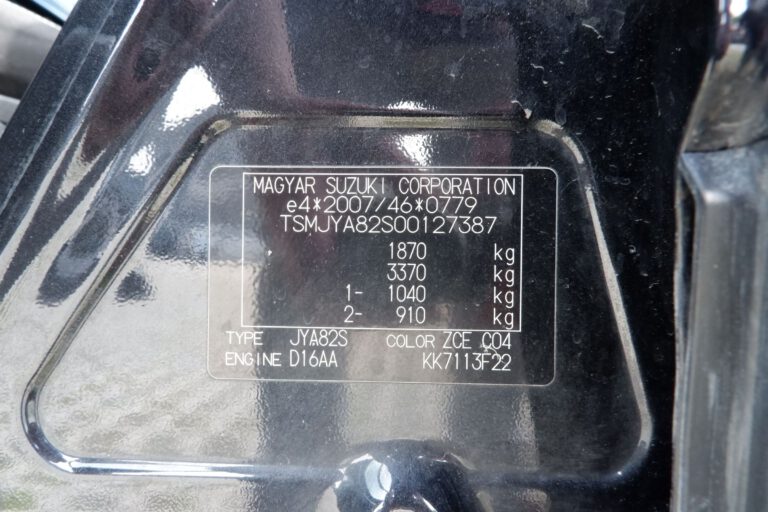 MAGYAR SUZUKI CORPORATION
e4*2007/46*0779
TSMJYA82S00127387
1870 kg
3370 kg
1- 1040 kg
2- 910 kg
TYPE JYA82S COLOR ZCE C04
ENGINE D16AA KK7113F22